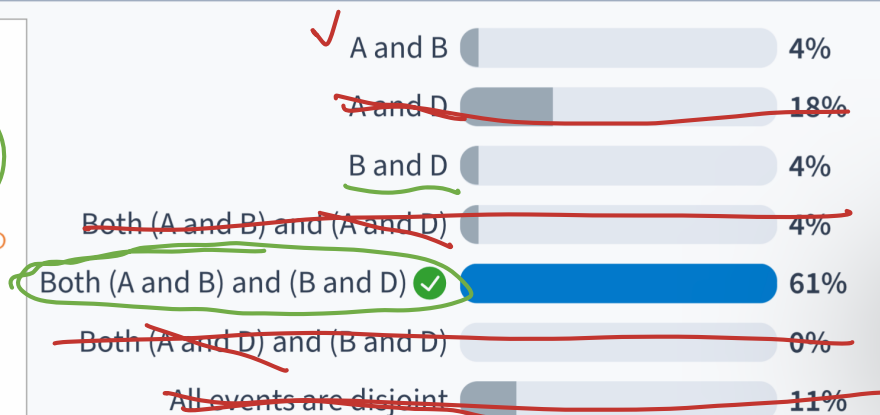 A and B 4%
A and D 18%
B and D 4%
Both (A and B) and (A and D) 4%
Both (A and B) and (B and D) 61%
Both (A and D) and (B and D) 0%
All events are disjoint 11%